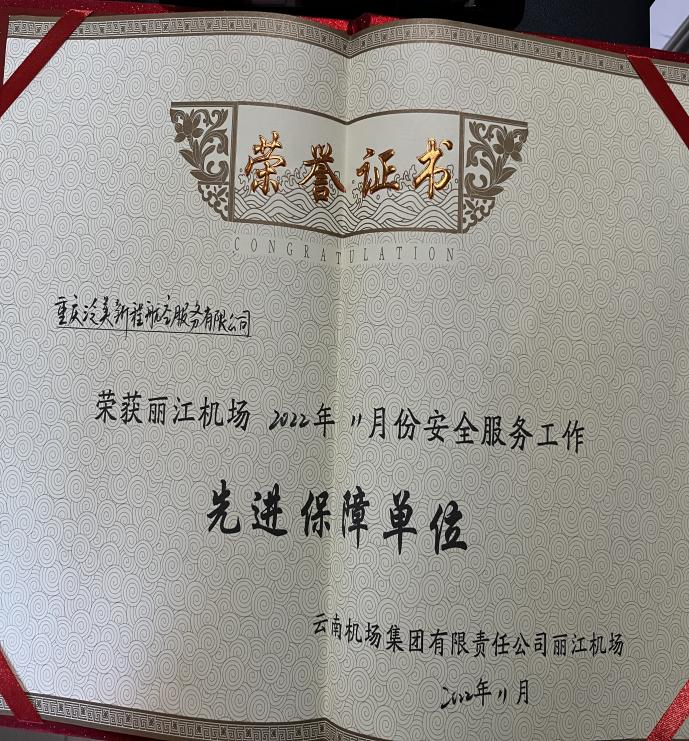 荣誉证书
CONGRATULATION
重庆泠美新程航空服务有限公司
荣获丽江机场 2022年 11月份安全服务工作
先进保障单位
云南机场集团有限责任公司丽江机场
2022年11月